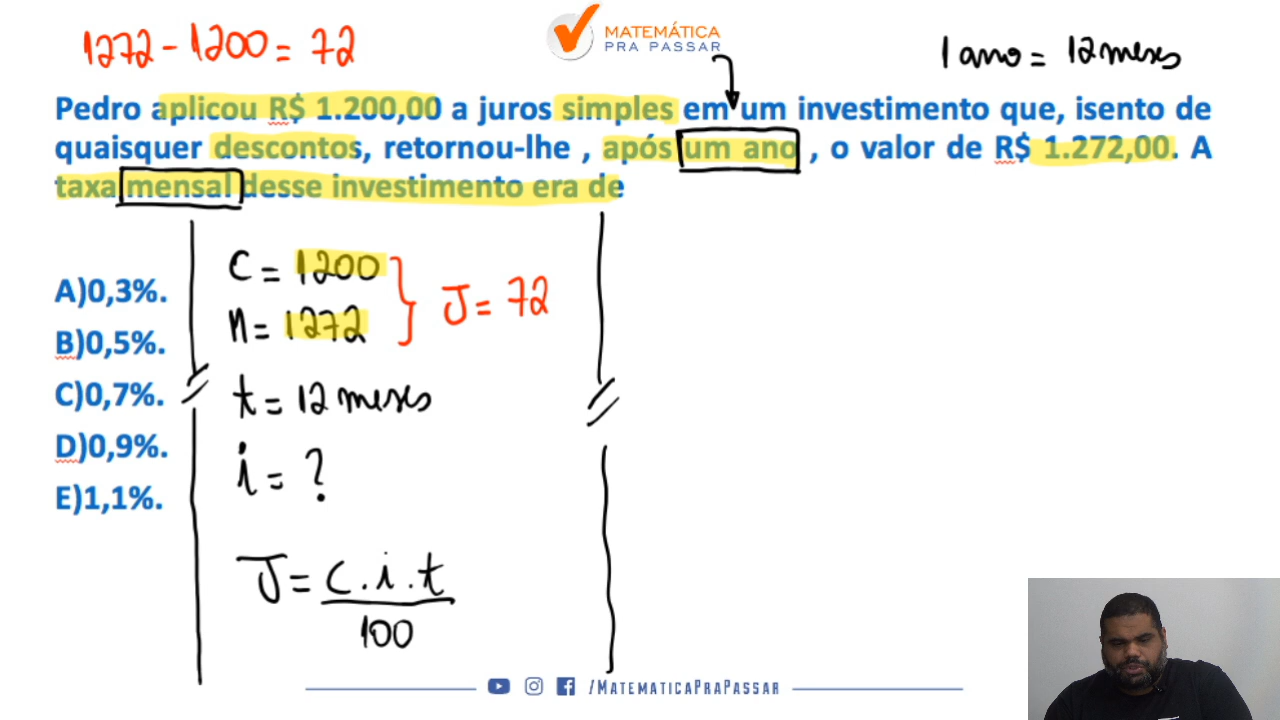 1272 - 1200 = 72
MATEMÁTICA
PRA PASSAR
1 ano = 12 meses
Pedro aplicou R$ 1.200,00 a juros simples em um investimento que, isento de
quaisquer descontos, retornou-lhe , após um ano , o valor de R$ 1.272,00. A
taxa mensal desse investimento era de
A)0,3%.
B)0,5%.
C)0,7%.
D)0,9%.
E)1,1%.
C = 1200
M = 1272
J = 72
t = 12 meses
i = ?
J = C.i.t
100
/MATEMATICAPRAPASSAR